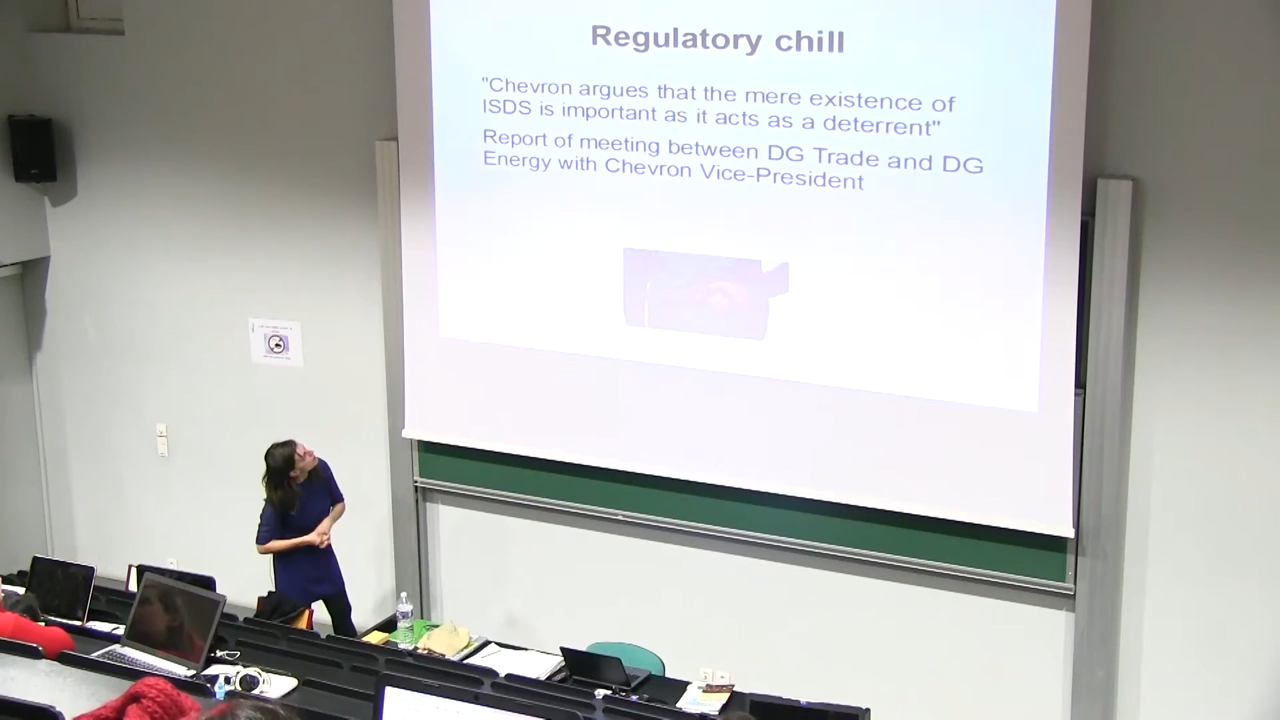 Regulatory chill
"Chevron argues that the mere existence of
ISDS is important as it acts as a deterrent"
Report of meeting between DG Trade and DG
Energy with Chevron Vice-President